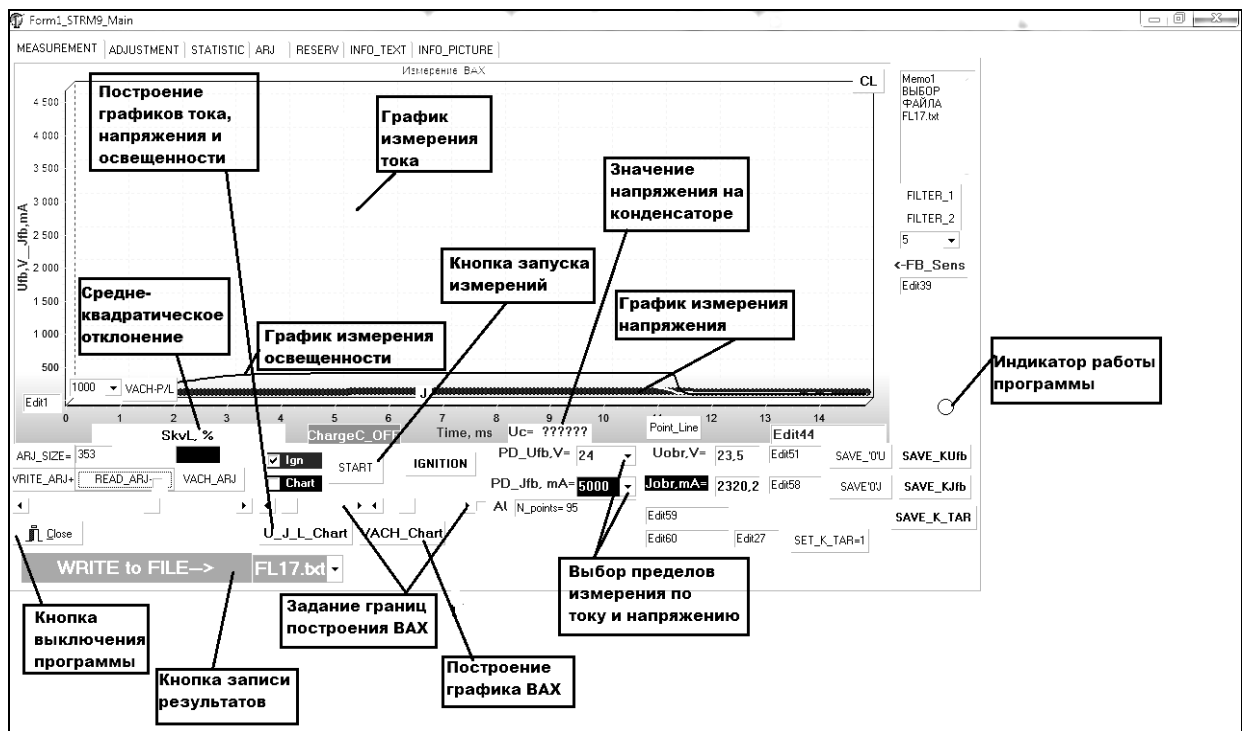 Form1_STRM9_Main
MEASUREMENT ADJUSTMENT STATISTIC ARJ RESERV INFO_TEXT INFO_PICTURE
Измерение ВАХ
CL
Memo1
ВЫБОР
ФАЙЛА
FL17.txt
Построение
графиков тока,
напряжения и
освещенности
График
измерения
тока
Значение
напряжения на
конденсаторе
FILTER_1
FILTER_2
5
<-FB_Sens
Edit39
4 500
4 000
3 500
3 000
2 500
2 000
1 500
1 000
500
Ufb,V__Jfb,mA
Кнопка запуска
измерений
Средне-
квадратическое
отклонение
График измерения
освещенности
График измерения
напряжения
Индикатор работы
программы
1000 VACH-P/L
J
Edit1
0 1 2 3 4 5 6 7 8 9 10 11 12 13 14
SkvL, %
ChargeC_OFF
Time, ms
Uc= ??????
Point_Line
Edit44
ARJ_SIZE= 353
Ign
START
IGNITION
PD_Ufb,V= 24
Uobr,V= 23,5
Edit51
SAVE_'0'U
SAVE_KUfb
READ_ARJ-
VACH_ARJ
Chart
PD_Jfb, mA= 5000
Jobr,mA= 2320,2
Edit58
SAVE'0'J
SAVE_KJfb
N_points= 95
Edit59
SAVE_K_TAR
Close
U_J_L_Chart
VACH_Chart
Edit60
Edit27
SET_K_TAR=1
WRITE to FILE-->
FL17.txt
Выбор пределов
измерения по
току и напряжению
Задание границ
построения ВАХ
Кнопка
выключения
программы
Кнопка записи
результатов
Построение
графика ВАХ